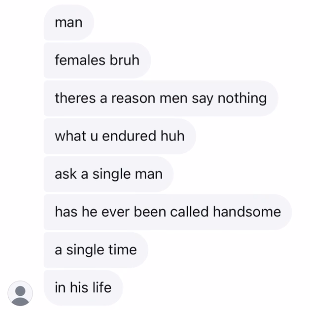 man
females bruh
theres a reason men say nothing
what u endured huh
ask a single man
has he ever been called handsome
a single time
in his life